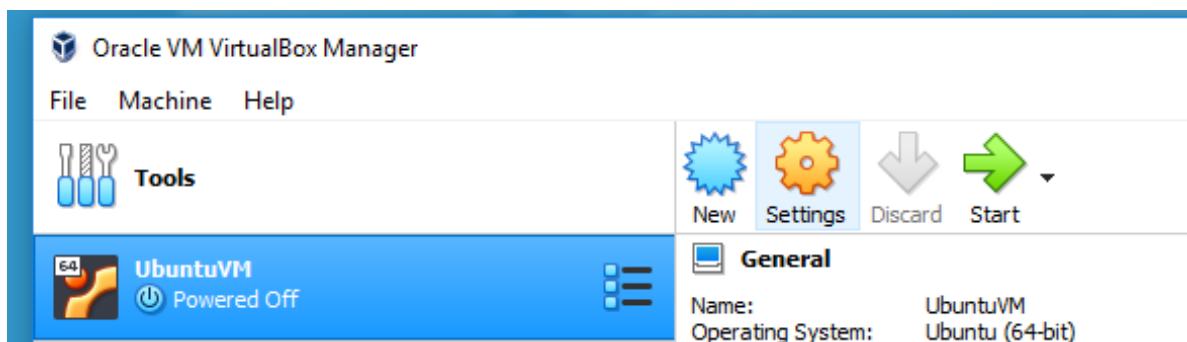 Oracle VM VirtualBox Manager
File Machine Help
Tools
New Settings Discard Start
64
UbuntuVM
Powered Off
General
Name: UbuntuVM
Operating System: Ubuntu (64-bit)